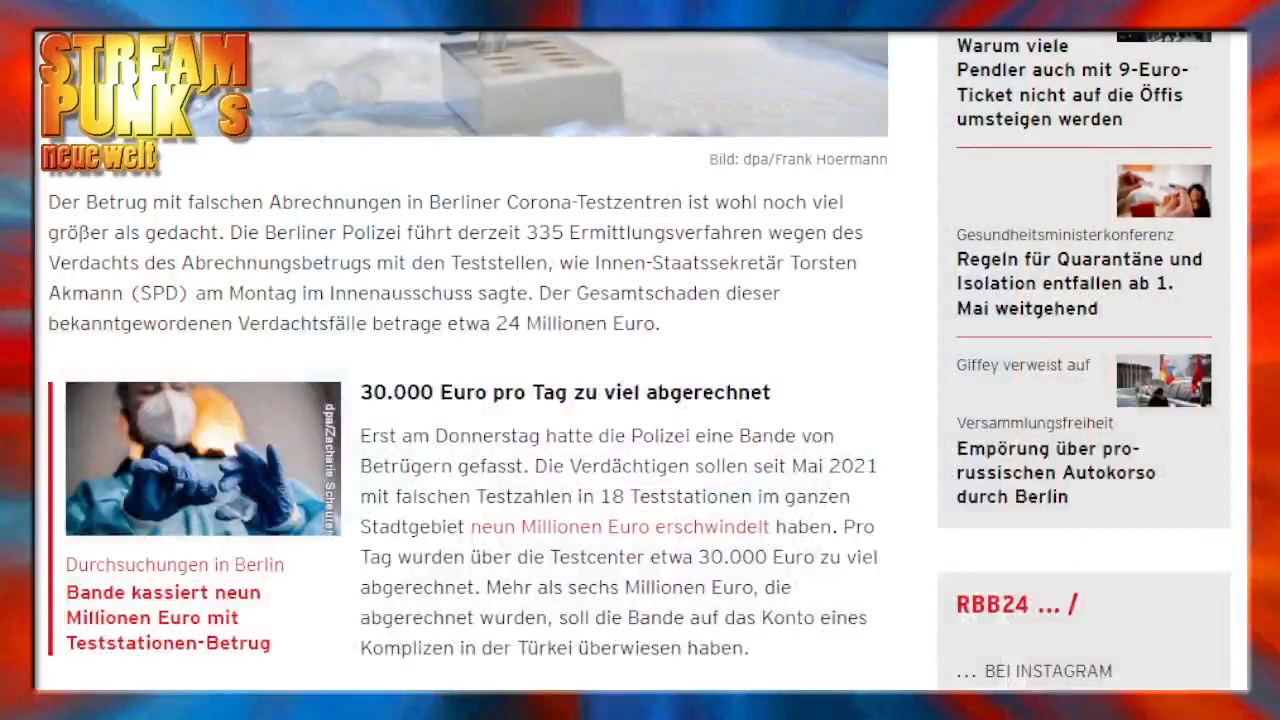 STREAM
PUNK´s
neue welt
Bild: dpa/Frank Hoermann
Der Betrug mit falschen Abrechnungen in Berliner Corona-Testzentren ist wohl noch viel
größer als gedacht. Die Berliner Polizei führt derzeit 335 Ermittlungsverfahren wegen des
Verdachts des Abrechnungsbetrugs mit den Teststellen, wie Innen-Staatssekretär Torsten
Akmann (SPD) am Montag im Innenausschuss sagte. Der Gesamtschaden dieser
bekanntgewordenen Verdachtsfälle betrage etwa 24 Millionen Euro.
dpa/Zacharie Scheurer
Durchsuchungen in Berlin
Bande kassiert neun
Millionen Euro mit
Teststationen-Betrug
30.000 Euro pro Tag zu viel abgerechnet
Erst am Donnerstag hatte die Polizei eine Bande von
Betrügern gefasst. Die Verdächtigen sollen seit Mai 2021
mit falschen Testzahlen in 18 Teststationen im ganzen
Stadtgebiet neun Millionen Euro erschwindelt haben. Pro
Tag wurden über die Testcenter etwa 30.000 Euro zu viel
abgerechnet. Mehr als sechs Millionen Euro, die
abgerechnet wurden, soll die Bande auf das Konto eines
Komplizen in der Türkei überwiesen haben.
Warum viele
Pendler auch mit 9-Euro-
Ticket nicht auf die Öffis
umsteigen werden
Gesundheitsministerkonferenz
Regeln für Quarantäne und
Isolation entfallen ab 1.
Mai weitgehend
Giffey verweist auf
Versammlungsfreiheit
Empörung über pro-
russischen Autokorso
durch Berlin
RBB24 ... /
... BEI INSTAGRAM